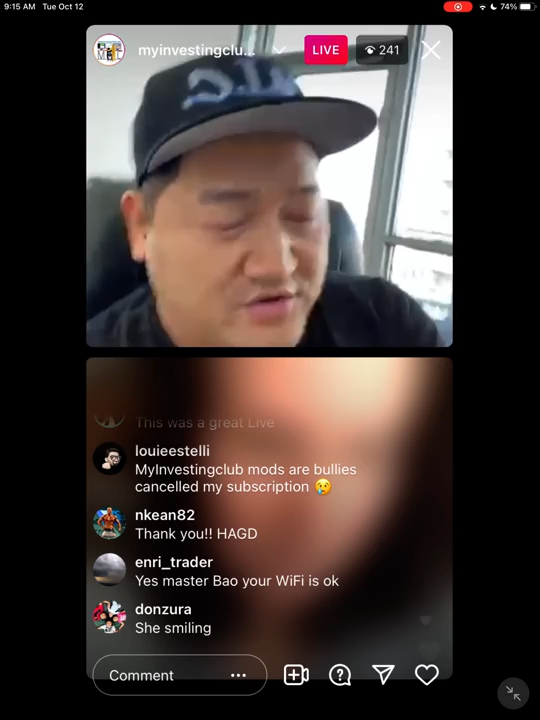 9:15 AM Tue Oct 12
74%
myinvestingclu...
LIVE
241
This was a great Live
louieestelli
MyInvestingclub mods are bullies
cancelled my subscription 😢
nkean82
Thank you!! HAGD
enri_trader
Yes master Bao your WiFi is ok
donzura
She smiling
Comment